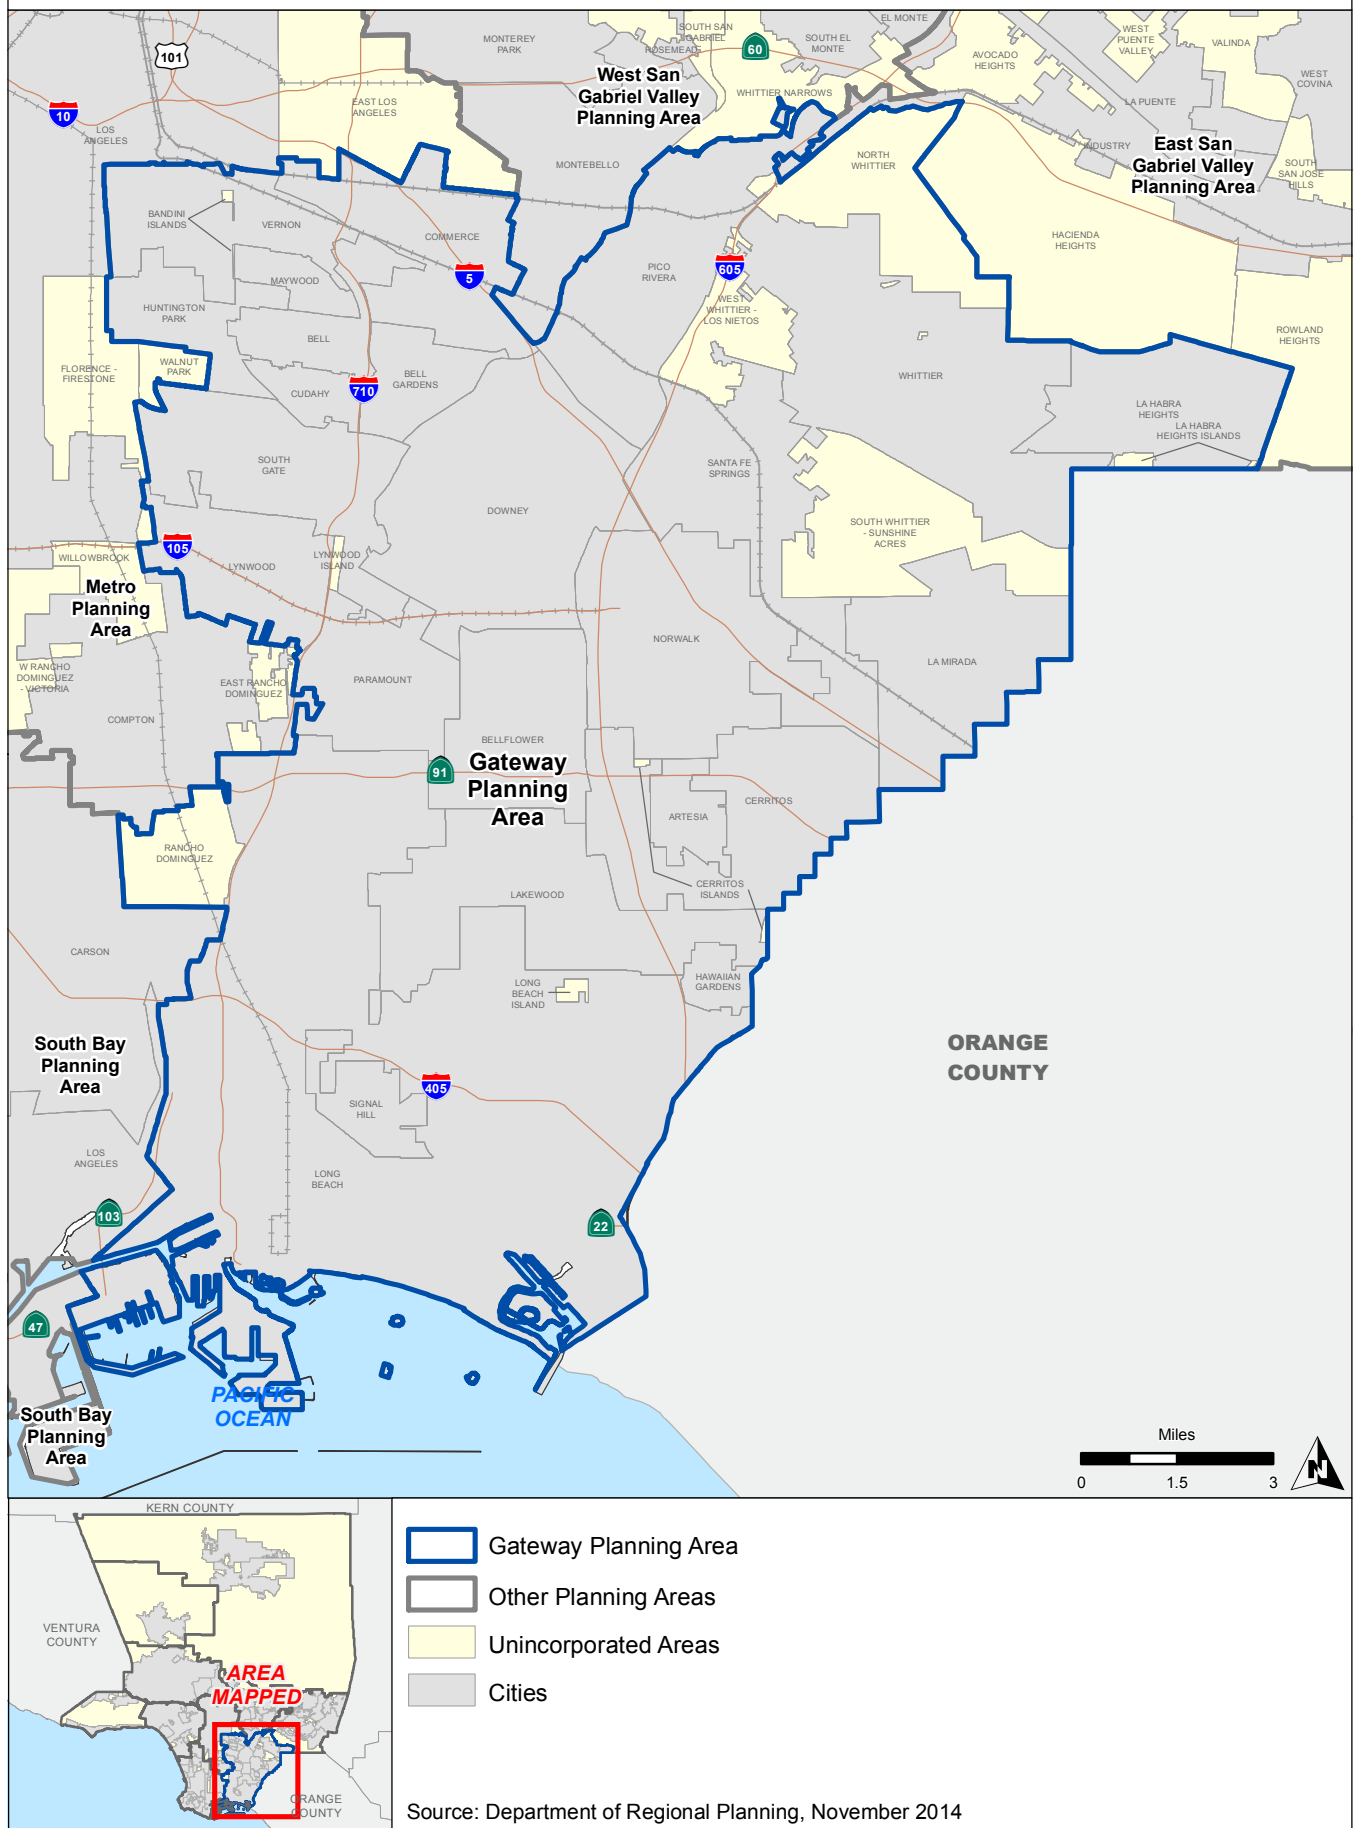 101
10
LOS
ANGELES
EAST LOS
ANGELES
MONTEREY
PARK
SOUTH SAN
GABRIEL
ROSEMEAD
60
SOUTH EL
MONTE
EL MONTE
WEST
PUENTE
VALLEY
VALINDA
AVOCADO
HEIGHTS
WEST
COVINA
LA PUENTE
West San
Gabriel Valley
Planning Area
WHITTIER NARROWS
MONTEBELLO
NORTH
WHITTIER
INDUSTRY
East San
Gabriel Valley
Planning Area
SOUTH
SAN JOSE
HILLS
BANDINI
ISLANDS
VERNON
COMMERCE
HACIENDA
HEIGHTS
5
PICO
RIVERA
605
MAYWOOD
HUNTINGTON
PARK
WEST
WHITTIER -
LOS NIETOS
ROWLAND
HEIGHTS
BELL
FLORENCE -
FIRESTONE
WALNUT
PARK
BELL
GARDENS
CUDAHY
710
WHITTIER
LA HABRA
HEIGHTS
LA HABRA
HEIGHTS ISLANDS
SOUTH
GATE
SANTA FE
SPRINGS
DOWNEY
SOUTH WHITTIER
- SUNSHINE
ACRES
105
WILLOWBROOK
LYNWOOD
LYNWOOD
ISLAND
Metro
Planning
Area
NORWALK
LA MIRADA
W RANCHO
DOMINGUEZ
- VICTORIA
EAST RANCHO
DOMINGUEZ
PARAMOUNT
COMPTON
BELLFLOWER
91
Gateway
Planning
Area
CERRITOS
ARTESIA
RANCHO
DOMINGUEZ
CERRITOS
ISLANDS
LAKEWOOD
CARSON
HAWAIIAN
GARDENS
LONG
BEACH
ISLAND
South Bay
Planning
Area
ORANGE
COUNTY
405
SIGNAL
HILL
LOS
ANGELES
LONG
BEACH
103
22
47
PACIFIC
OCEAN
South Bay
Planning
Area
Miles
0 1.5 3
N
KERN COUNTY
VENTURA
COUNTY
AREA
MAPPED
ORANGE
COUNTY
Gateway Planning Area
Other Planning Areas
Unincorporated Areas
Cities
Source: Department of Regional Planning, November 2014